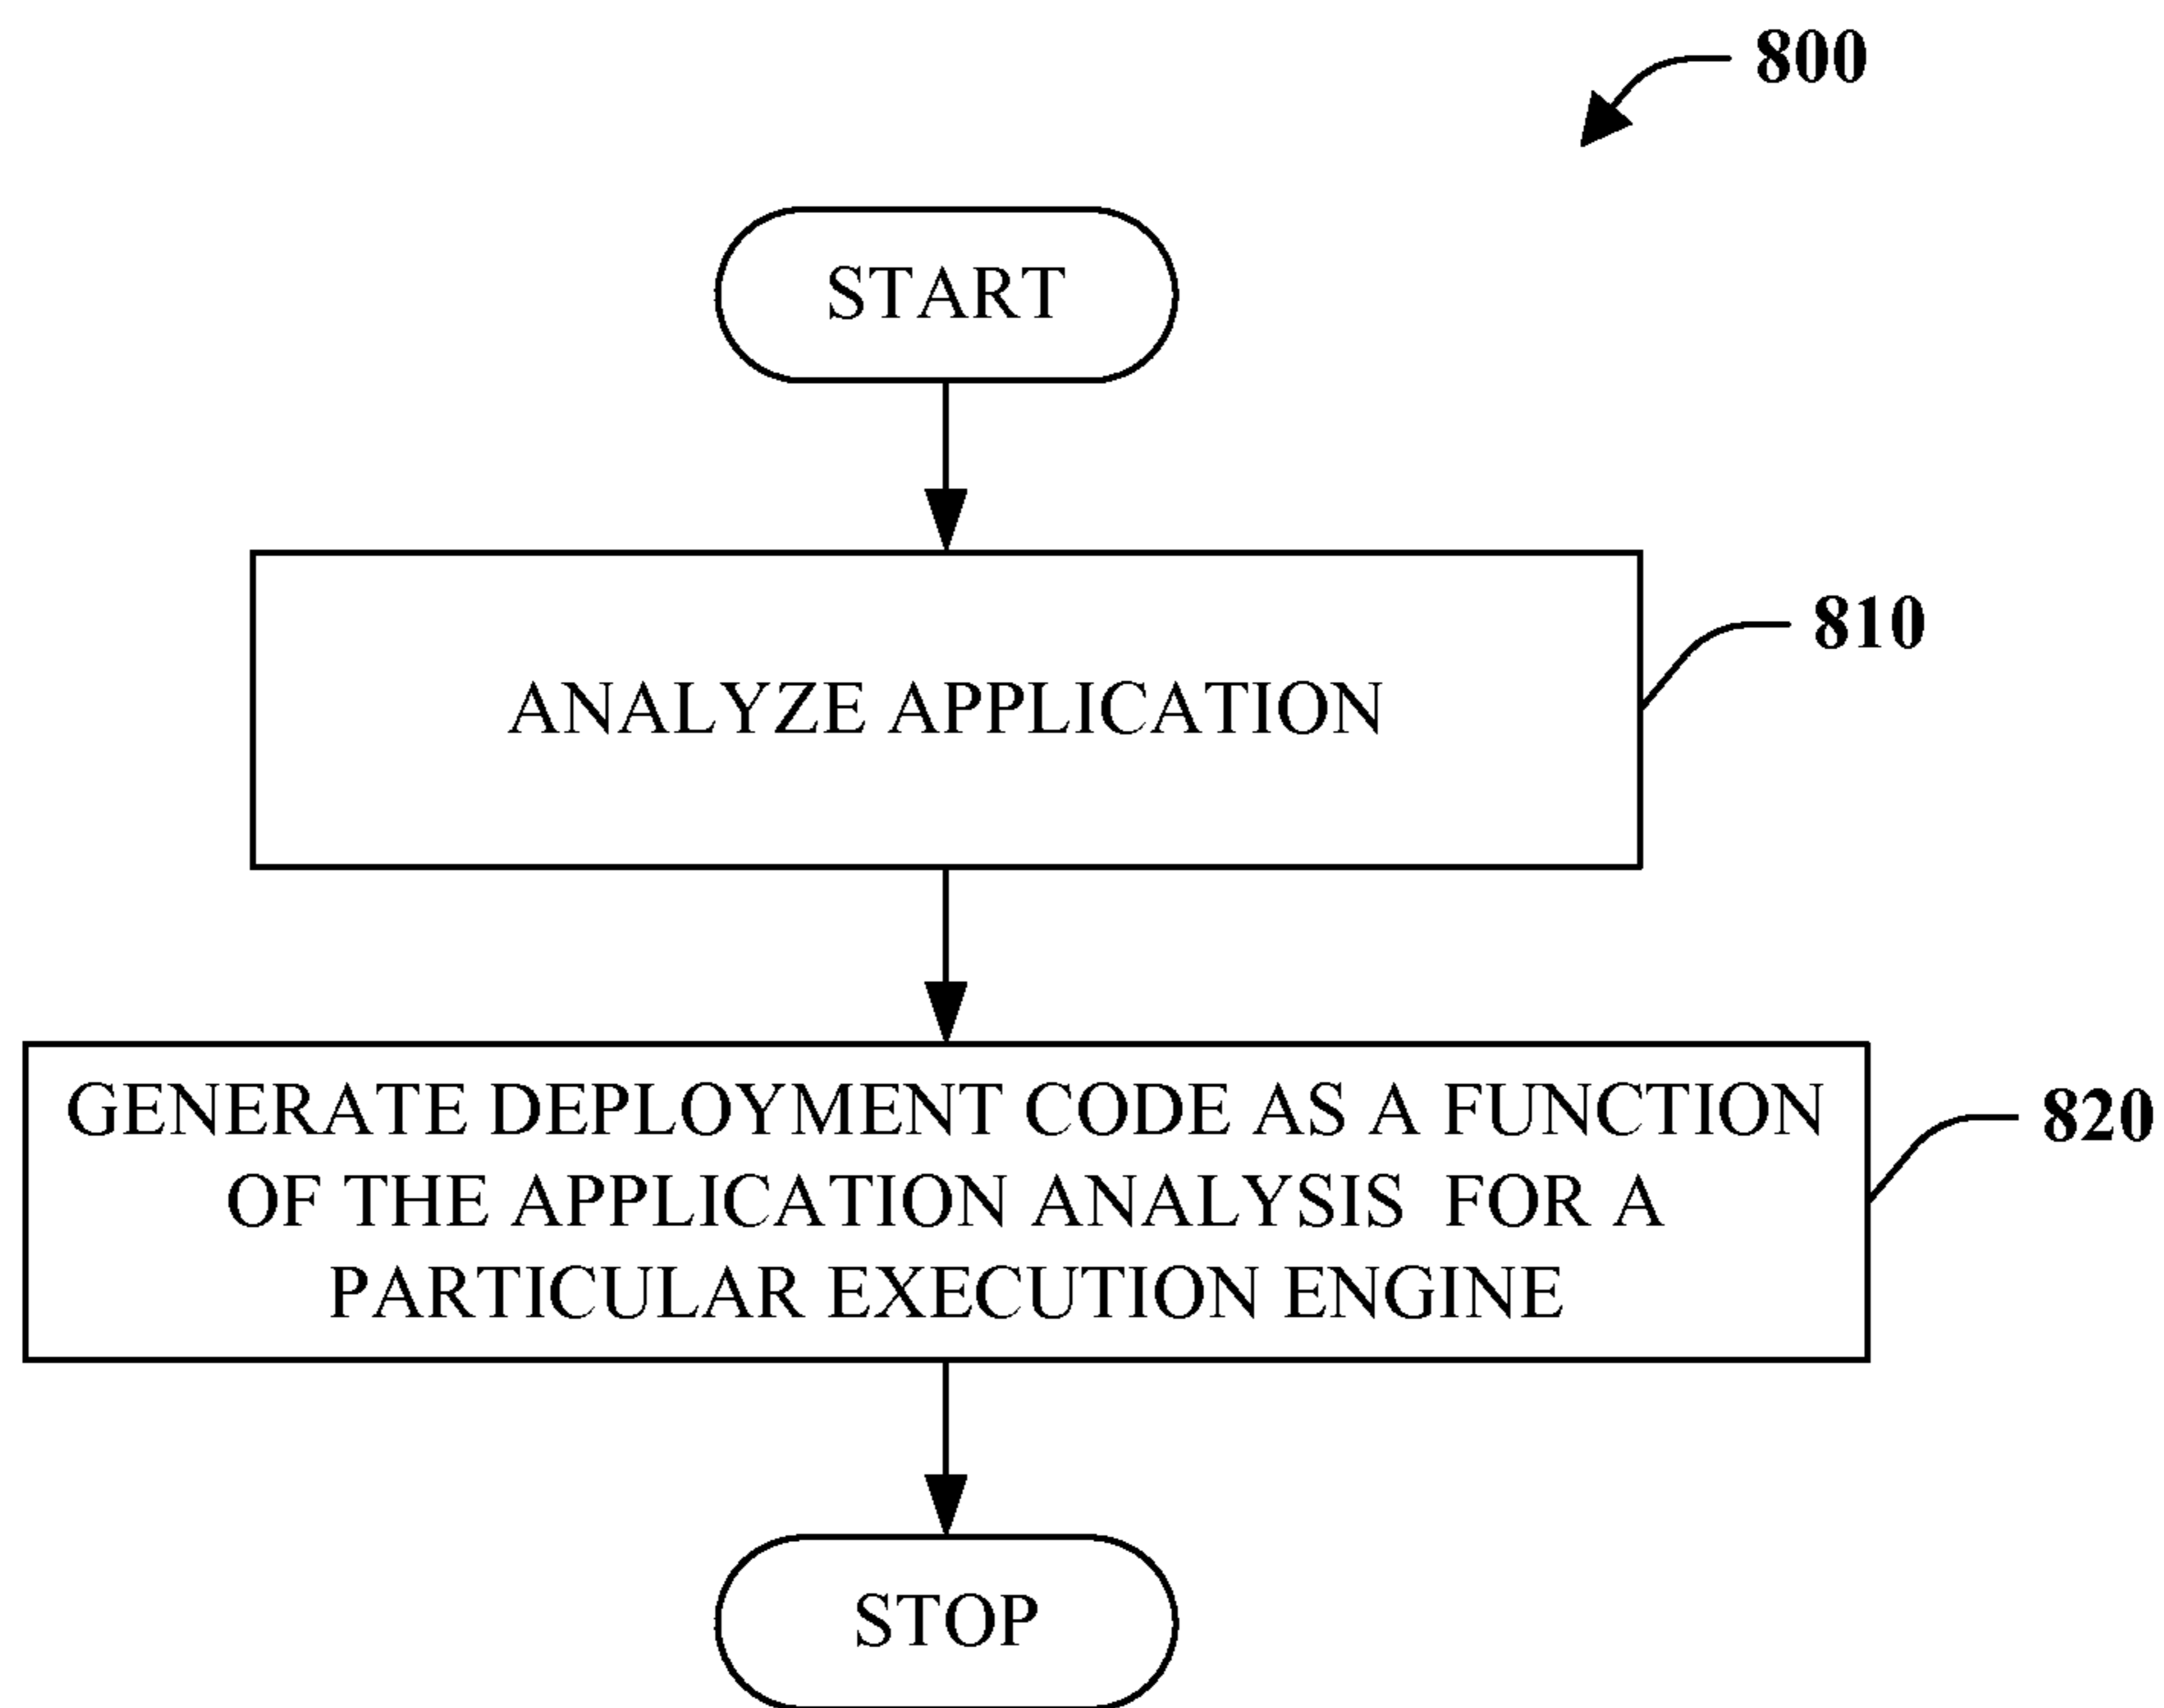 800
START
810
ANALYZE APPLICATION
GENERATE DEPLOYMENT CODE AS A FUNCTION
820
OF THE APPLICATION ANALYSIS FOR A
PARTICULAR EXECUTION ENGINE
STOP